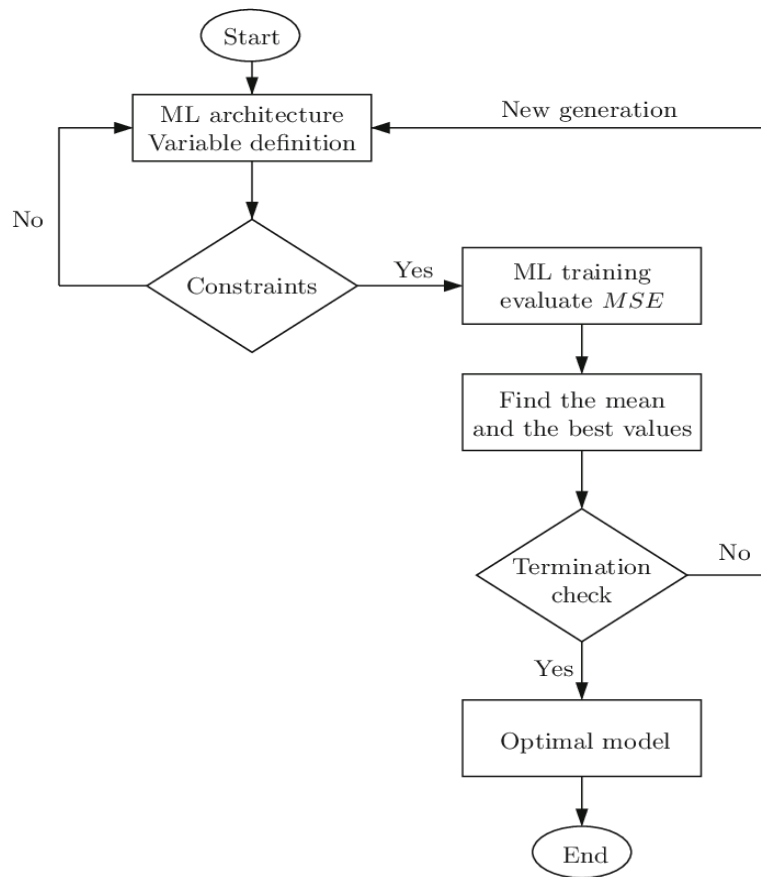 Start
ML architecture
Variable definition
New generation
No
Constraints
Yes
ML training
evaluate MSE
Find the mean
and the best values
Termination
check
No
Yes
Optimal model
End